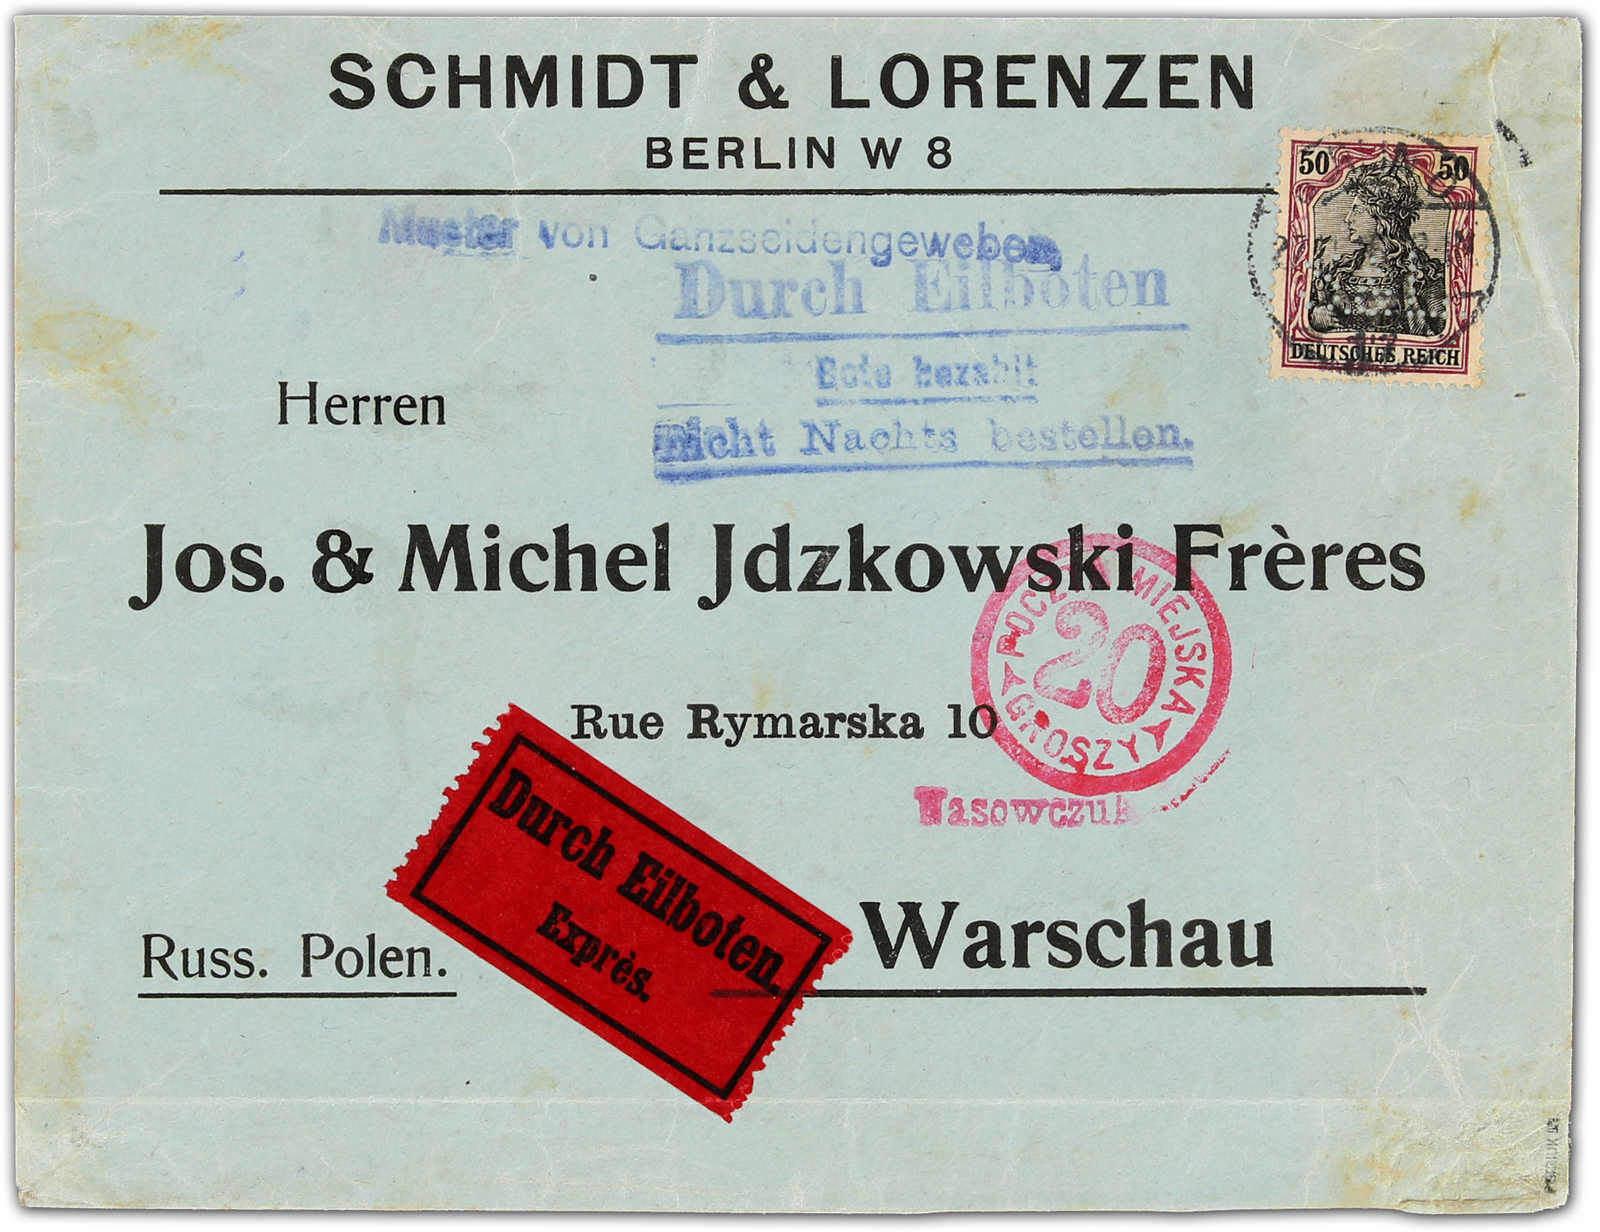 SCHMIDT & LORENZEN
BERLIN W 8
50 50
DEUTSCHES REICH
Muster von Ganzseidengeweben
Durch Eilboten
Bote bezahlt
nicht Nachts bestellen.
Herren
Jos. & Michel Jdzkowski Frères
POCZTA MIEJSKA
20
GROSZY
Rue Rymarska 10
Wasowczuk
Durch Eilboten.
Exprès.
Russ. Polen.
Warschau